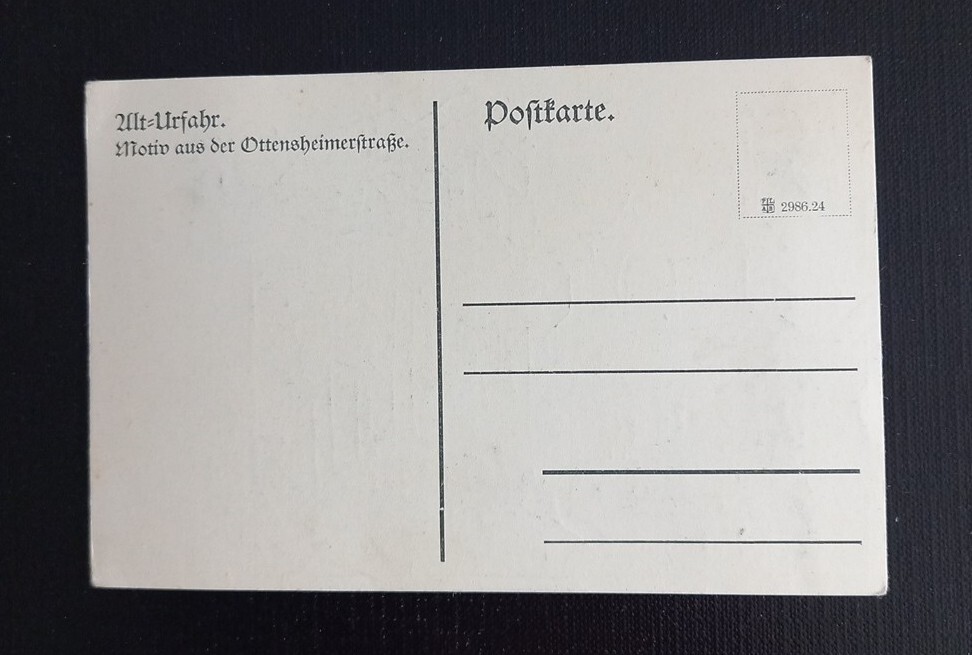 Alt-Urfahr.
Motiv aus der Ottensheimerstraße.
Postkarte.
2986.24